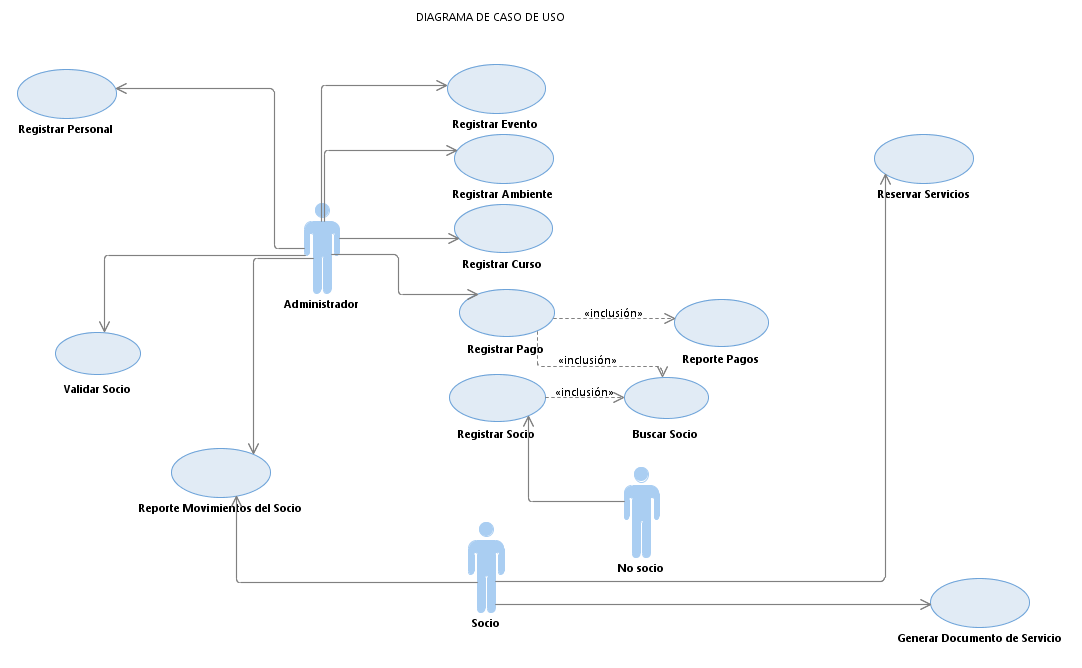 DIAGRAMA DE CASO DE USO
Registrar Personal
Registrar Evento
Registrar Ambiente
Reservar Servicios
Registrar Curso
Administrador
«inclusión»
Registrar Pago
Reporte Pagos
«inclusión»
Validar Socio
«inclusión»
Registrar Socio
Buscar Socio
Reporte Movimientos del Socio
No socio
Socio
Generar Documento de Servicio